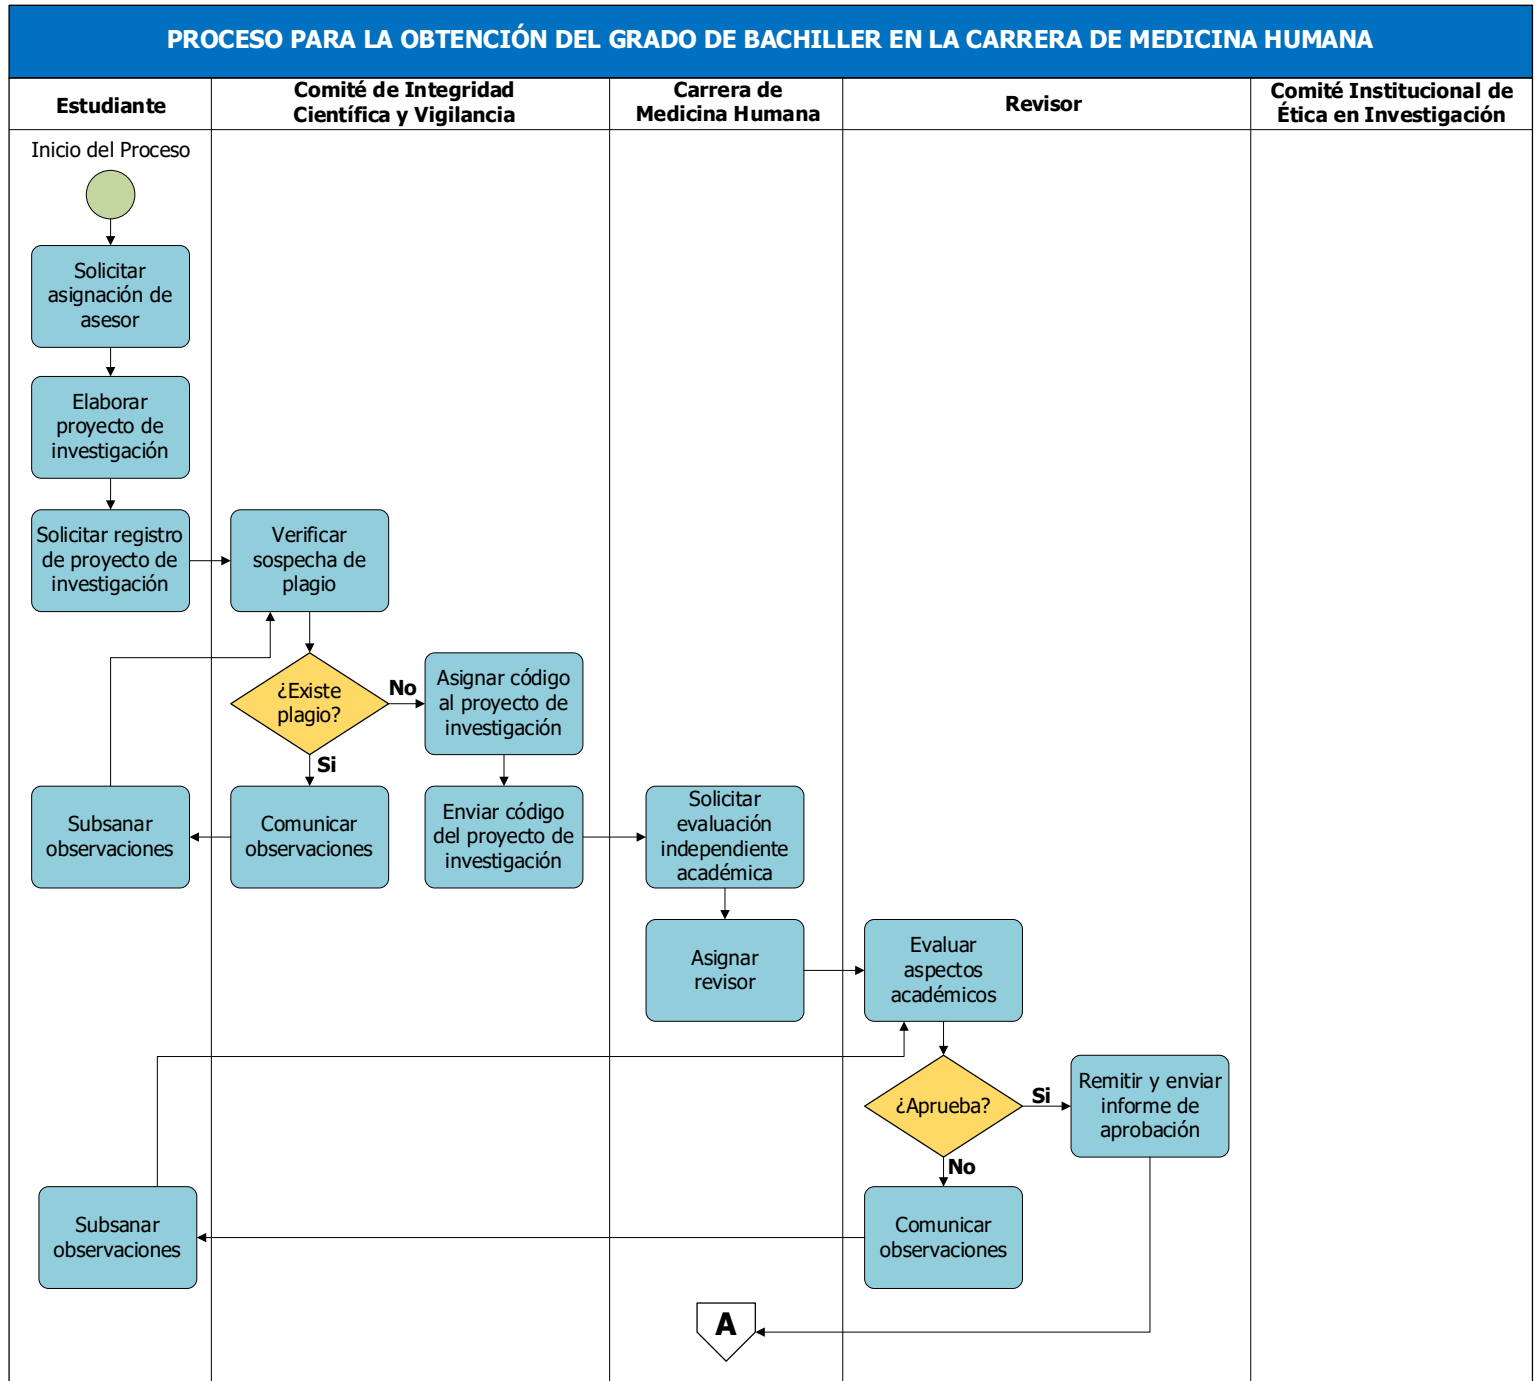 PROCESO PARA LA OBTENCIÓN DEL GRADO DE BACHILLER EN LA CARRERA DE MEDICINA HUMANA
Estudiante
Comité de Integridad
Científica y Vigilancia
Carrera de
Medicina Humana
Revisor
Comité Institucional de
Ética en Investigación
Inicio del Proceso
Solicitar
asignación de
asesor
Elaborar
proyecto de
investigación
Solicitar registro
de proyecto de
investigación
Verificar
sospecha de
plagio
¿Existe
plagio?
No
Asignar código
al proyecto de
investigación
Si
Subsanar
observaciones
Comunicar
observaciones
Enviar código
del proyecto de
investigación
Solicitar
evaluación
independiente
académica
Asignar
revisor
Evaluar
aspectos
académicos
¿Aprueba?
Si
Remitir y enviar
informe de
aprobación
No
Subsanar
observaciones
Comunicar
observaciones
A